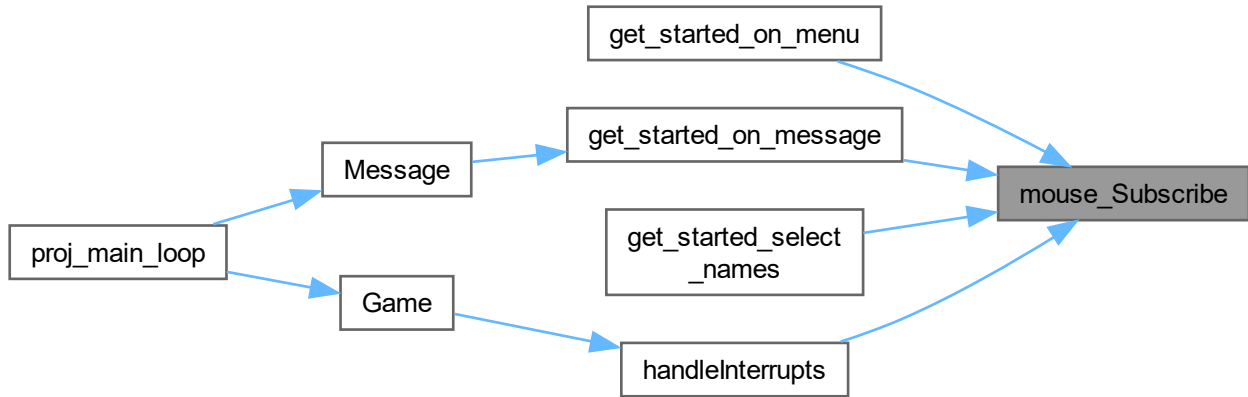 get_started_on_menu
get_started_on_message
Message
mouse_Subscribe
get_started_select
_names
proj_main_loop
Game
handleInterrupts